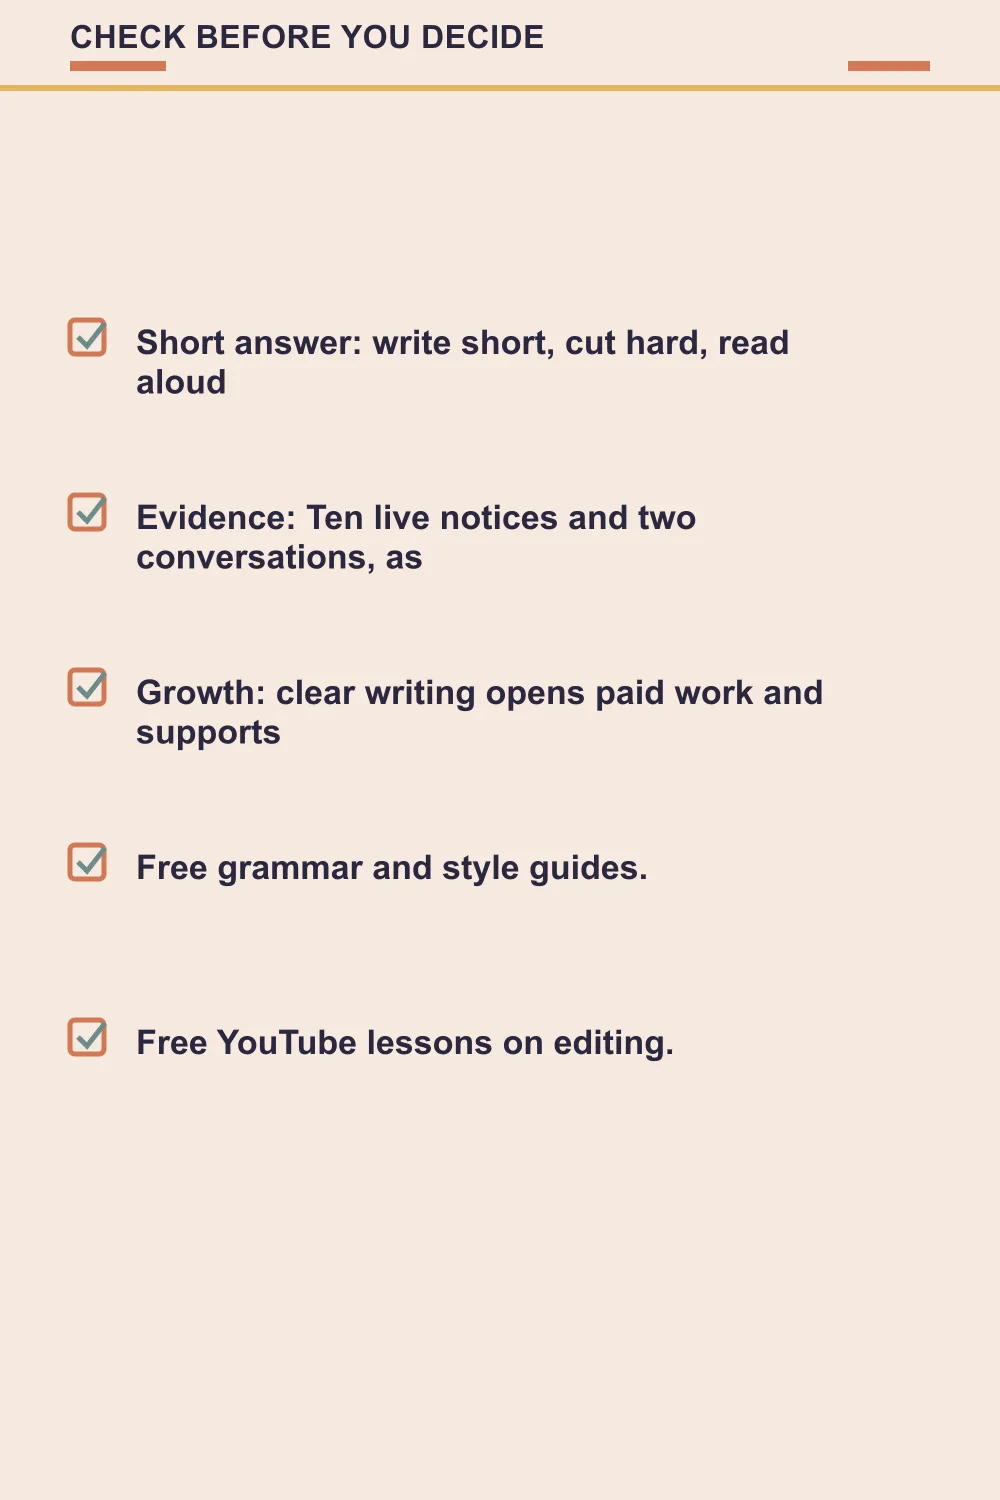 CHECK BEFORE YOU DECIDE
Short answer: write short, cut hard, read
aloud
Evidence: Ten live notices and two
conversations, as
Growth: clear writing opens paid work and
supports
Free grammar and style guides.
Free YouTube lessons on editing.